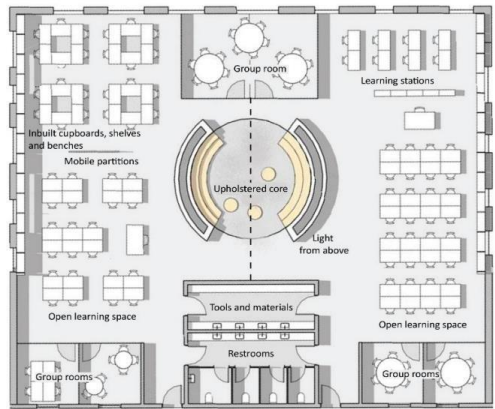 Group room
Learning stations
Inbuilt cupboards, shelves
and benches
Mobile partitions
Upholstered core
Light
from above
Tools and materials
Open learning space
Open learning space
Restrooms
Group rooms
Group rooms